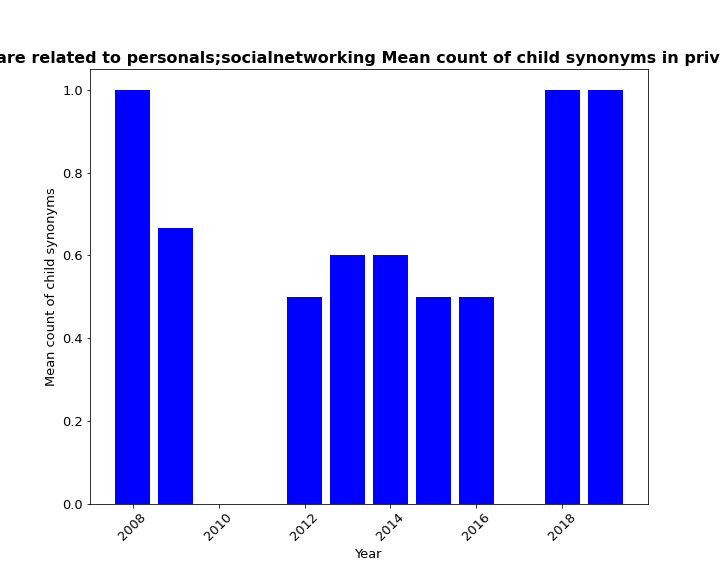 are related to personals;socialnetworking Mean count of child synonyms in priv
Mean count of child synonyms
1.0
0.8
0.6
0.4
0.2
0.0
2008 2010 2012 2014 2016 2018
Year